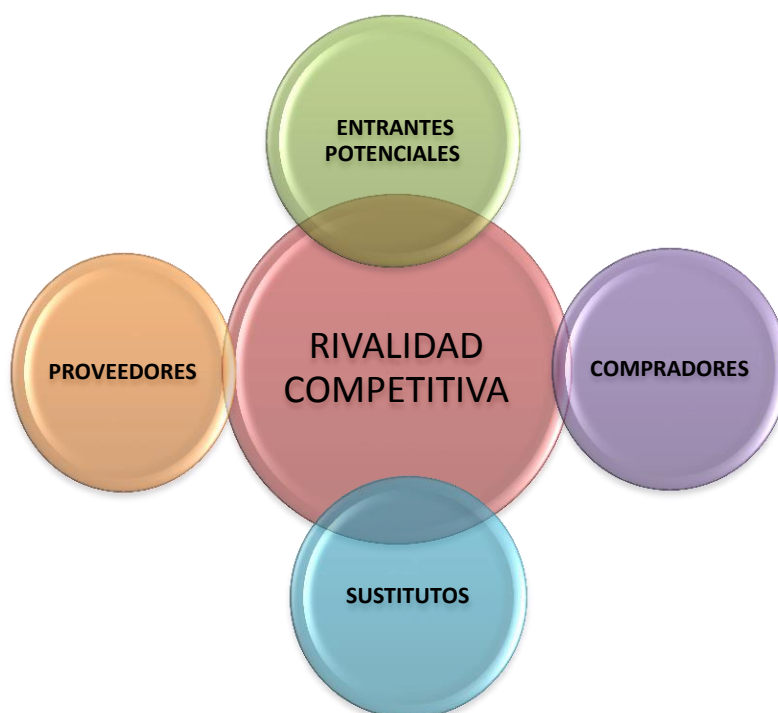 ENTRANTES
POTENCIALES
PROVEEDORES
RIVALIDAD
COMPETITIVA
COMPRADORES
SUSTITUTOS